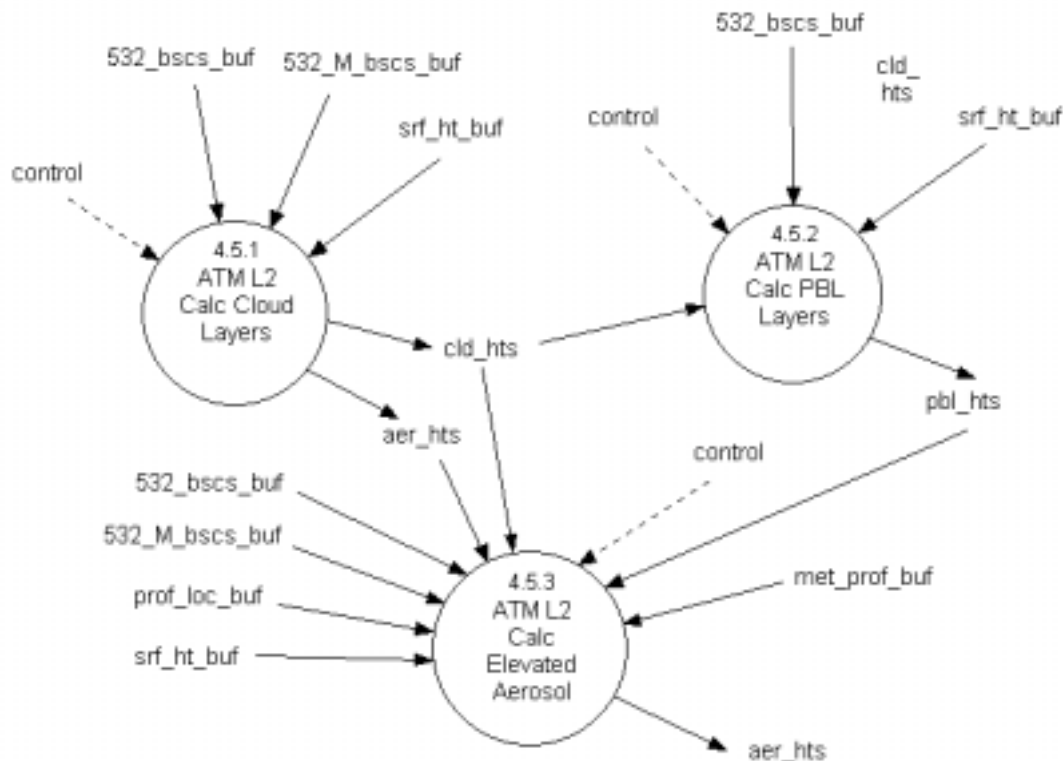 532_bscs_buf
532_bscs_buf
532_M_bscs_buf
cld_
hts
control
srf_ht_buf
srf_ht_buf
control
4.5.1
ATM L2
Calc Cloud
Layers
4.5.2
ATM L2
Calc PBL
Layers
cld_hts
pbl_hts
aer_hts
control
532_bscs_buf
532_M_bscs_buf
prof_loc_buf
srf_ht_buf
met_prof_buf
4.5.3
ATM L2
Calc
Elevated
Aerosol
aer_hts